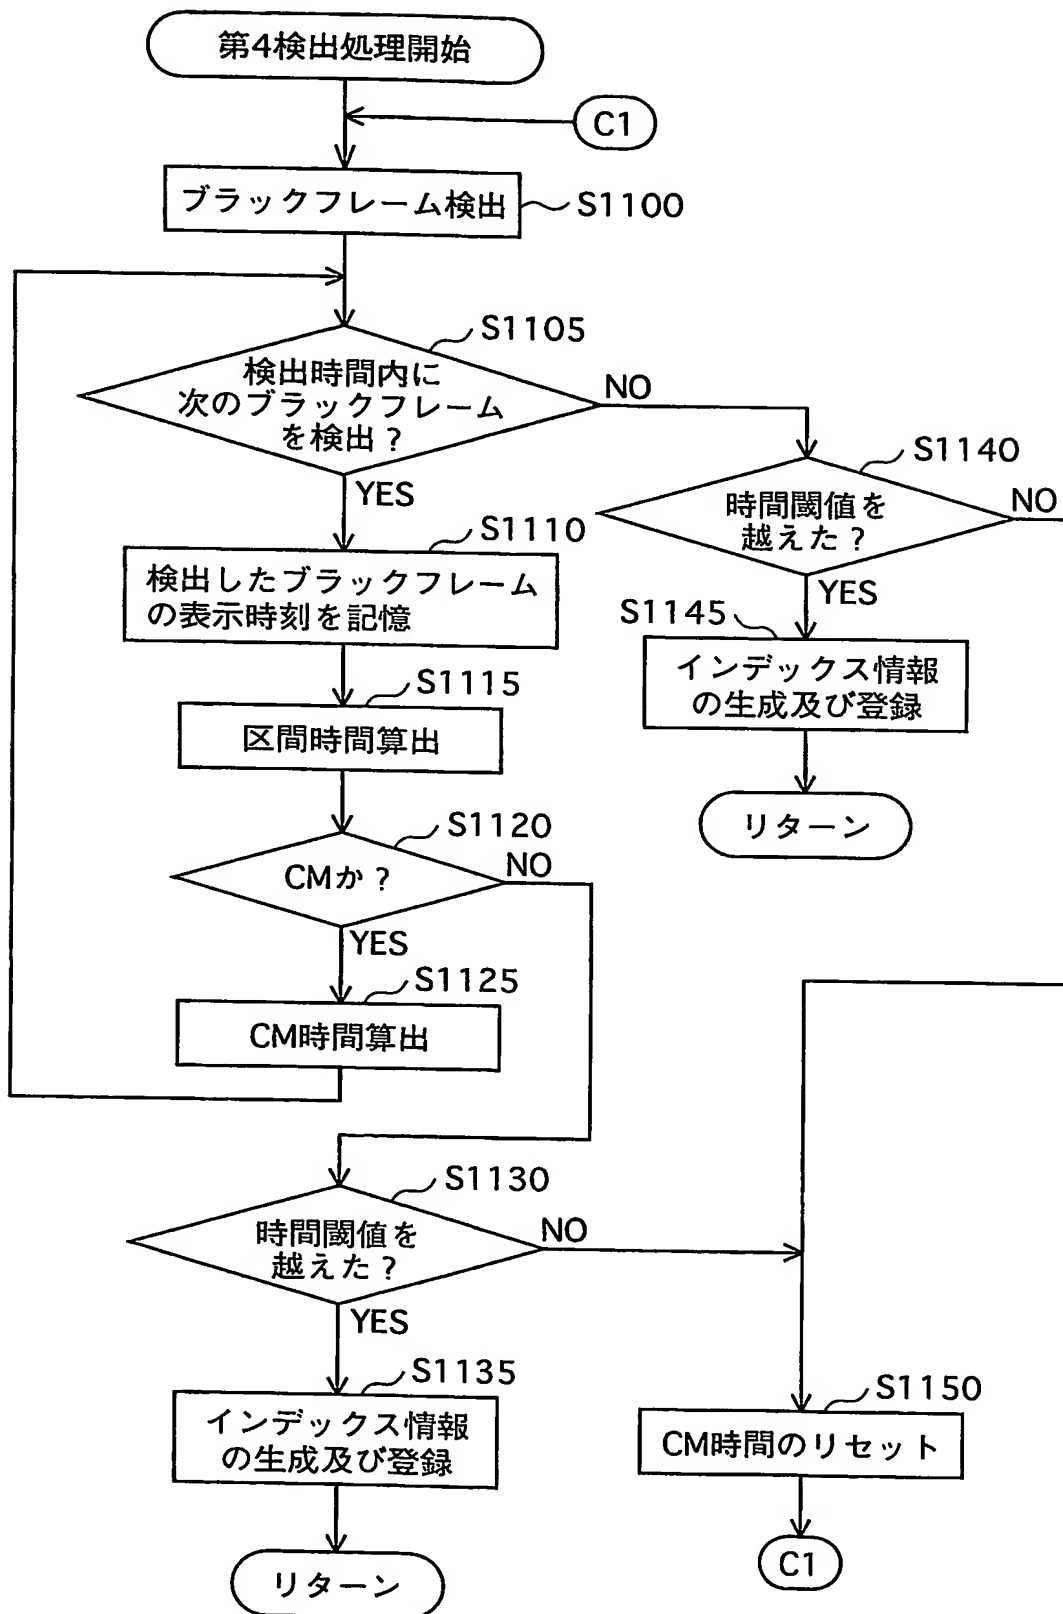 第4検出処理開始
C1
ブラックフレーム検出
S1100
S1105
検出時間内に
次のブラックフレーム
を検出？
NO
YES
S1140
時間閾値を
越えた？
NO
YES
S1110
検出したブラックフレーム
の表示時刻を記憶
S1145
インデックス情報
の生成及び登録
リターン
S1115
区間時間算出
S1120
CMか？
NO
YES
S1125
CM時間算出
S1130
時間閾値を
越えた？
NO
YES
S1135
インデックス情報
の生成及び登録
リターン
S1150
CM時間のリセット
C1